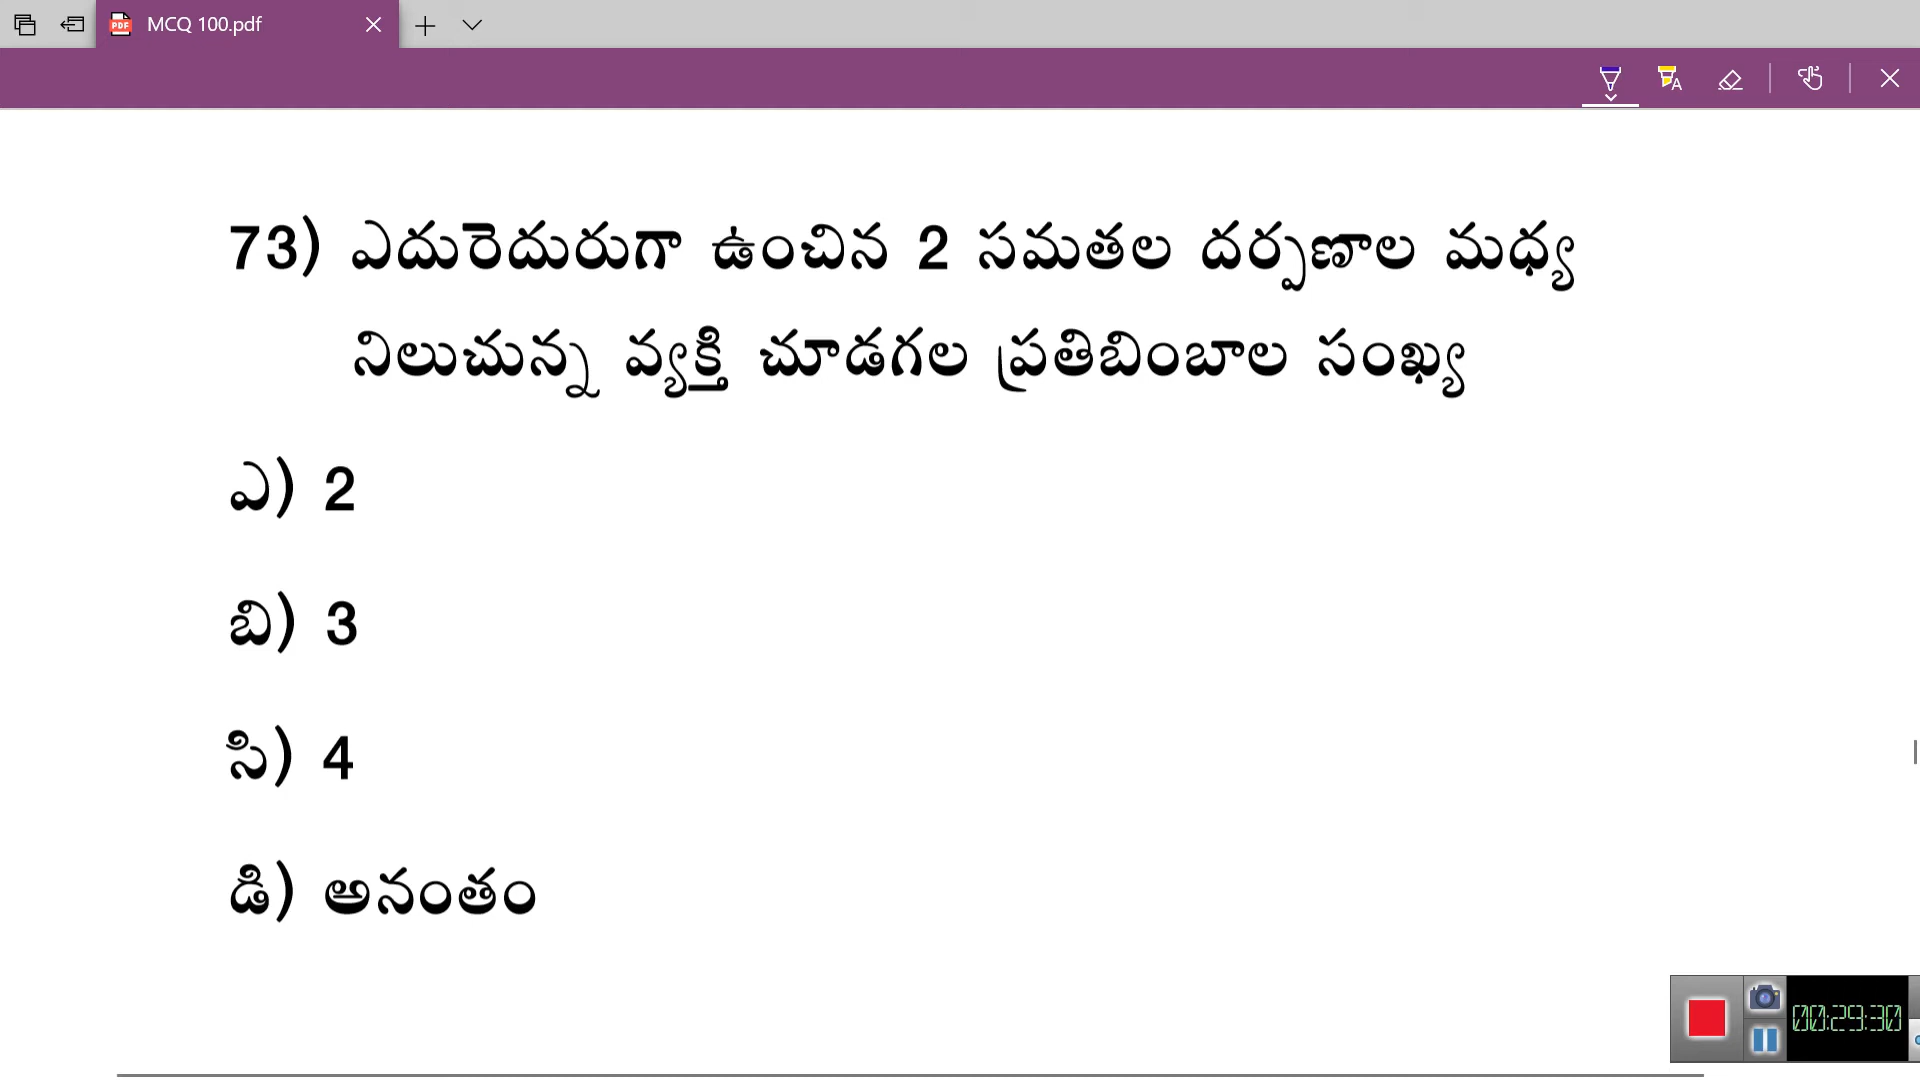 MCQ 100.pdf
73) ఎదురెదురుగా ఉంచిన 2 సమతల దర్పణాల మధ్య
నిలుచున్న వ్యక్తి చూడగల ప్రతిబింబాల సంఖ్య
ఎ) 2
బి) 3
సి) 4
డి) అనంతం
00:29:30